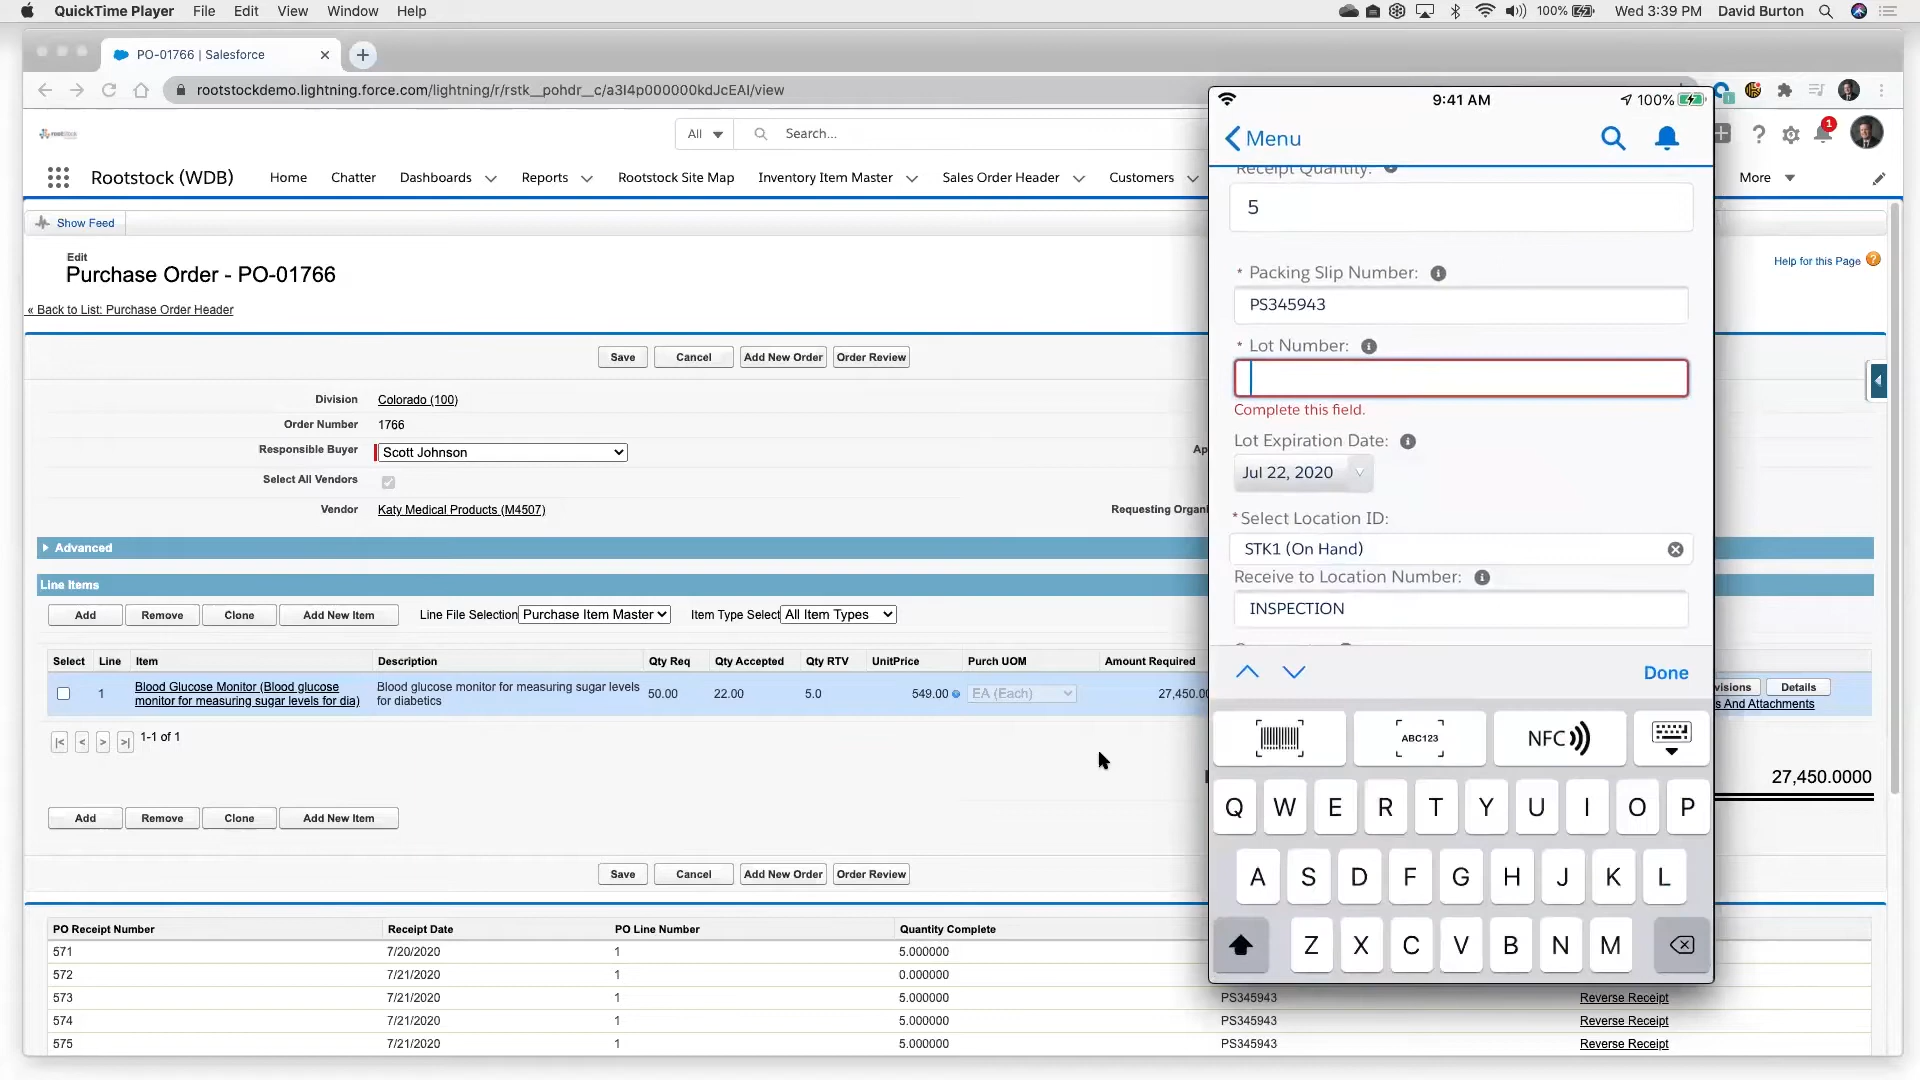 QuickTime Player File Edit View Window Help
100% Wed 3:39 PM David Burton
PO-01766 | Salesforce
rootstockdemo.lightning.force.com/lightning/r/rstk__pohdr__c/a3I4p000000kdJcEAI/view
All Search...
1
Rootstock (WDB) Home Chatter Dashboards Reports Rootstock Site Map Inventory Item Master Sales Order Header Customers More
Show Feed
Edit
Purchase Order - PO-01766
Help for this Page
« Back to List: Purchase Order Header
Save Cancel Add New Order Order Review
Division Colorado (100)
Order Number 1766
Responsible Buyer Scott Johnson
Ap
Select All Vendors
Vendor Katy Medical Products (M4507)
Requesting Organi
Advanced
Line Items
Add Remove Clone Add New Item Line File Selection Purchase Item Master Item Type Select All Item Types
Select Line Item Description Qty Req Qty Accepted Qty RTV UnitPrice Purch UOM Amount Required
1 Blood Glucose Monitor (Blood glucose monitor for measuring sugar levels for dia) Blood glucose monitor for measuring sugar levels for diabetics 50.00 22.00 5.0 549.00 EA (Each) 27,450.00
visions Details
s And Attachments
|< < > >| 1-1 of 1
27,450.0000
Add Remove Clone Add New Item
Save Cancel Add New Order Order Review
PO Receipt Number Receipt Date PO Line Number Quantity Complete
571 7/20/2020 1 5.000000
572 7/21/2020 1 0.000000
573 7/21/2020 1 5.000000 PS345943 Reverse Receipt
574 7/21/2020 1 5.000000 PS345943 Reverse Receipt
575 7/21/2020 1 5.000000 PS345943 Reverse Receipt
9:41 AM 100%
Menu
Receipt Quantity:
5
* Packing Slip Number:
PS345943
* Lot Number:
Complete this field.
Lot Expiration Date:
Jul 22, 2020
*Select Location ID:
STK1 (On Hand)
Receive to Location Number:
INSPECTION
Done
ABC123 NFC
Q W E R T Y U I O P
A S D F G H J K L
Z X C V B N M